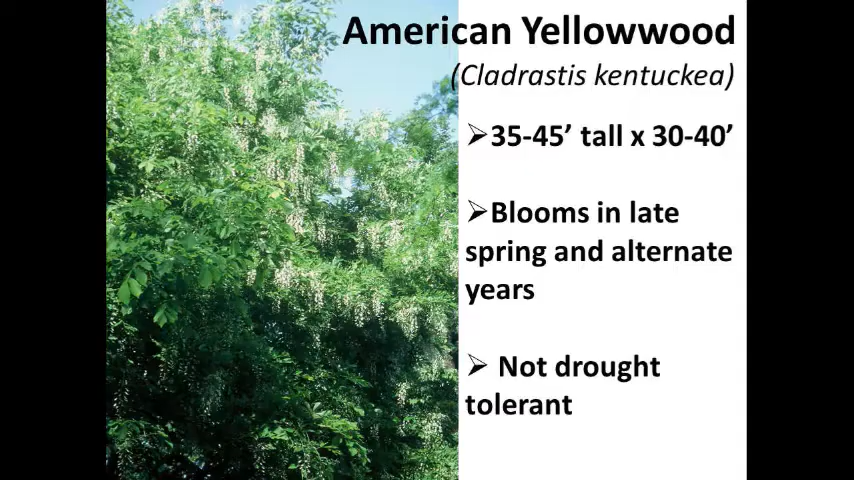 American Yellowwood
(Cladrastis kentuckea)
➢35-45’ tall x 30-40’
➢Blooms in late
spring and alternate
years
➢ Not drought
tolerant